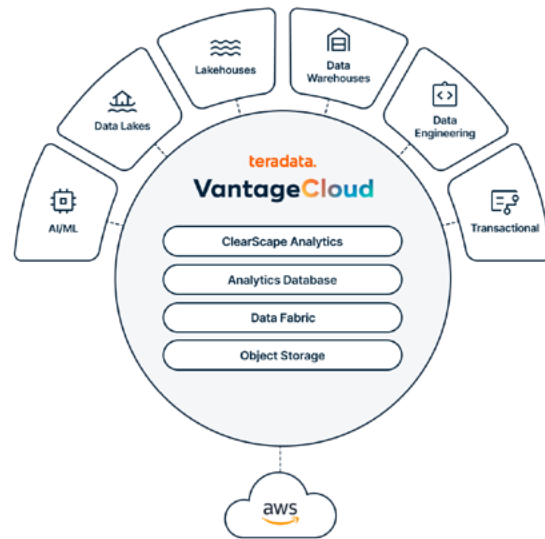 Lakehouses
Data
Warehouses
Data Lakes
Data
Engineering
AI/ML
Transactional
teradata.
VantageCloud
ClearScape Analytics
Analytics Database
Data Fabric
Object Storage
aws